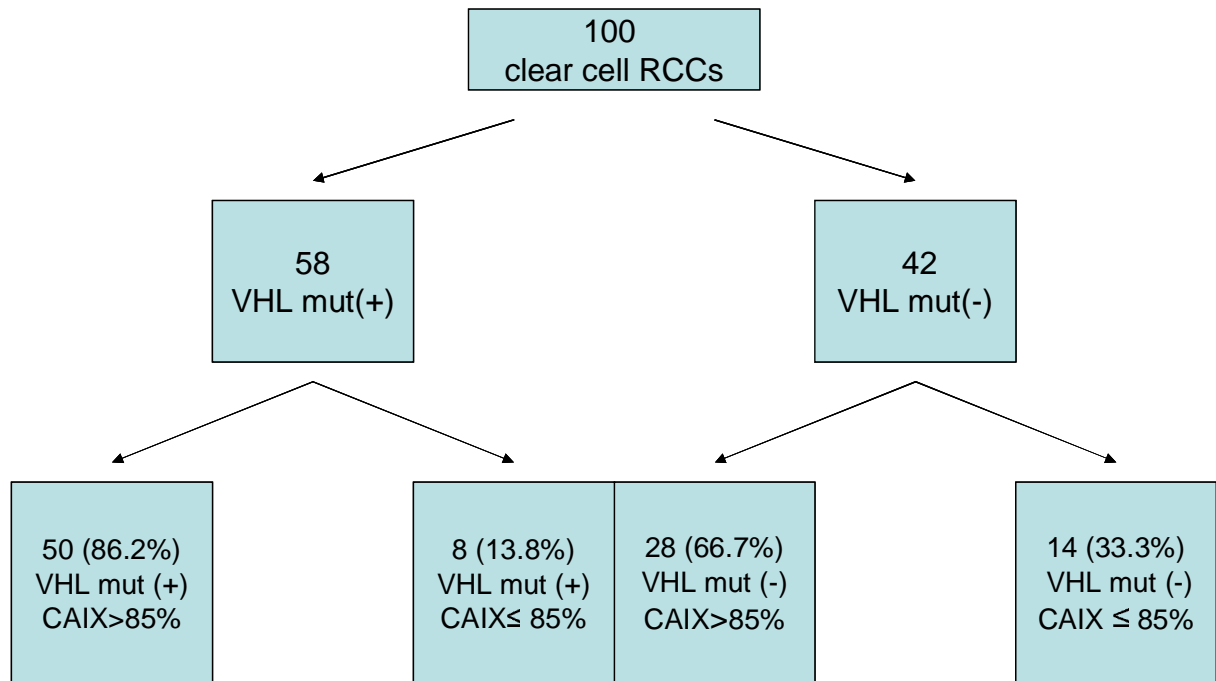 100
clear cell RCCs
58
VHL mut(+)
42
VHL mut(-)
50 (86.2%)
VHL mut (+)
CAIX>85%
8 (13.8%)
VHL mut (+)
CAIX≤ 85%
28 (66.7%)
VHL mut (-)
CAIX>85%
14 (33.3%)
VHL mut (-)
CAIX ≤ 85%